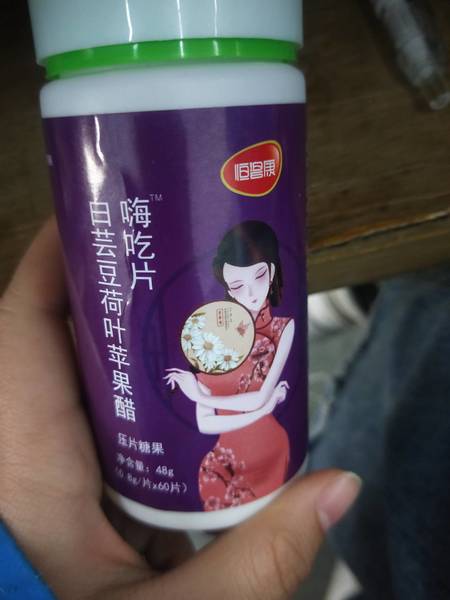 恒昌康
嗨吃片™
白芸豆荷叶苹果醋
压片糖果
净含量：48g
(0.8g/片x60片)